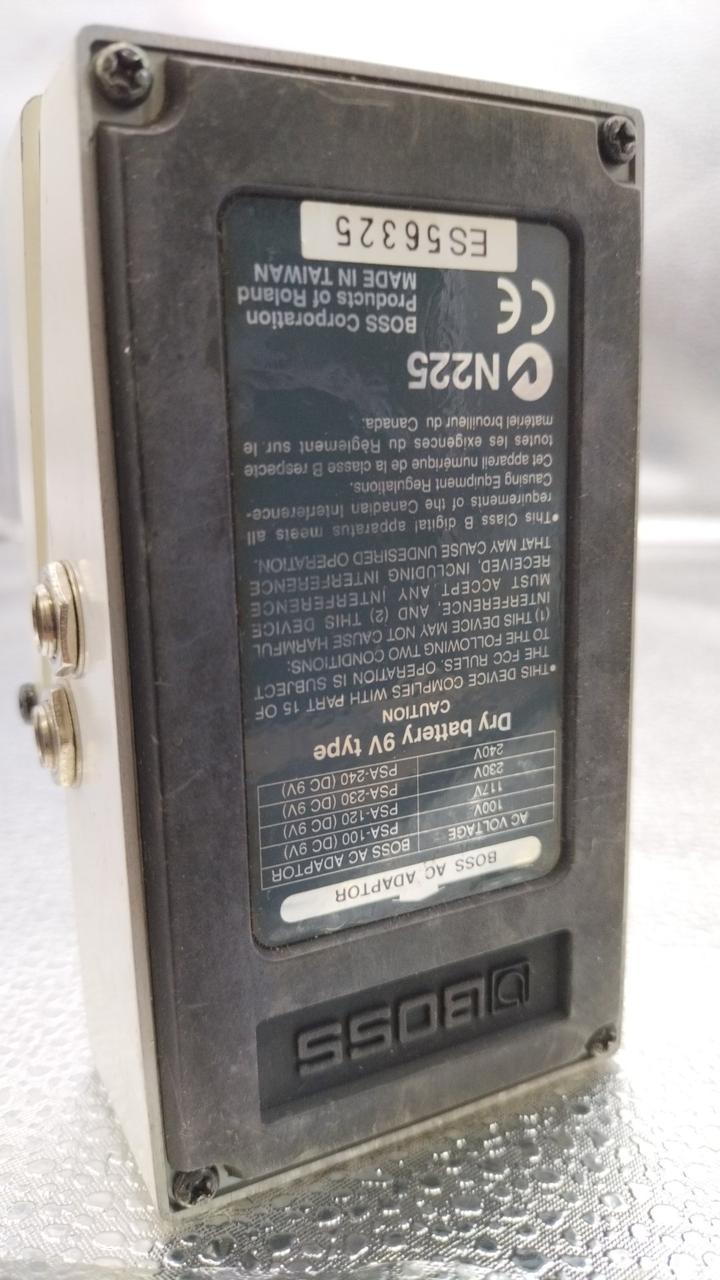 BOSS
BOSS AC ADAPTOR
AC VOLTAGE BOSS AC ADAPTOR
100V PSA-100 (DC 9V)
117V PSA-120 (DC 9V)
230V PSA-230 (DC 9V)
240V PSA-240 (DC 9V)
Dry battery 9V type
CAUTION
•THIS DEVICE COMPLIES WITH PART 15 OF
THE FCC RULES. OPERATION IS SUBJECT
TO THE FOLLOWING TWO CONDITIONS:
(1) THIS DEVICE MAY NOT CAUSE HARMFUL
INTERFERENCE, AND (2) THIS DEVICE
MUST ACCEPT ANY INTERFERENCE
RECEIVED, INCLUDING INTERFERENCE
THAT MAY CAUSE UNDESIRED OPERATION.
•This Class B digital apparatus meets all
requirements of the Canadian Interference-
Causing Equipment Regulations.
Cet appareil numérique de la classe B respecte
toutes les exigences du Règlement sur le
matériel brouilleur du Canada.
N225
CE
BOSS Corporation
Products of Roland
MADE IN TAIWAN
ES56325